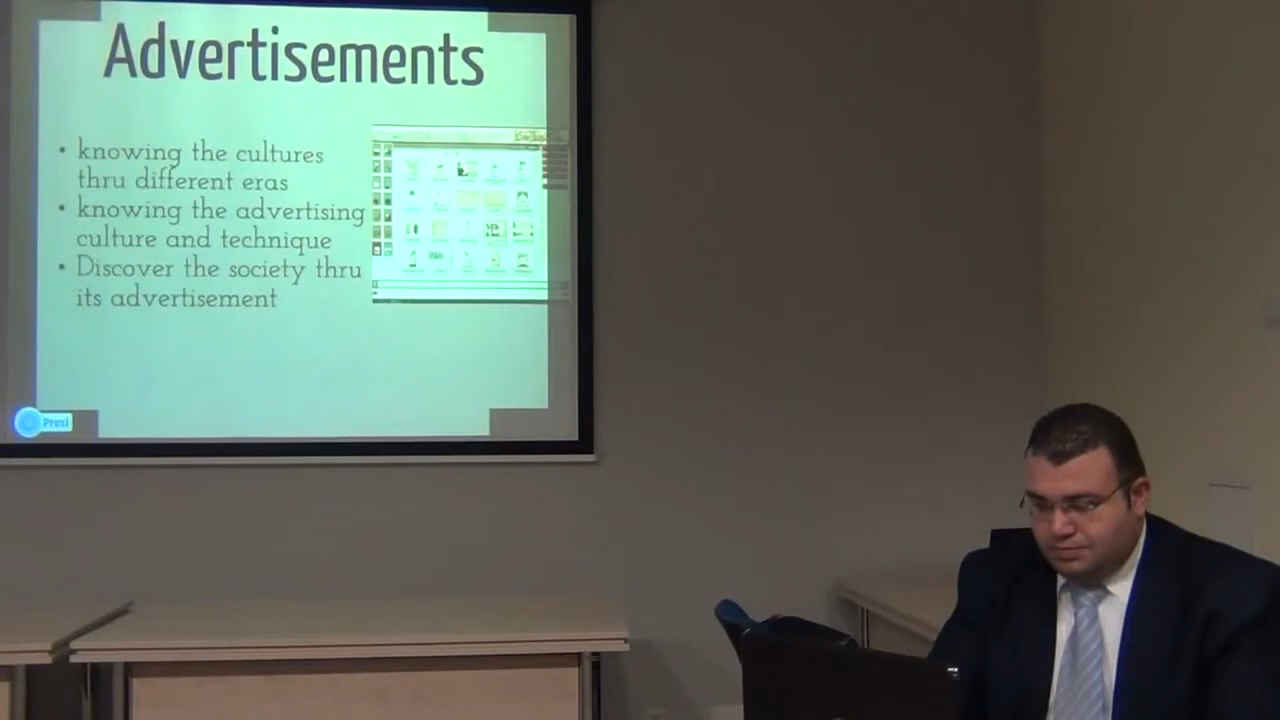 Advertisements
• knowing the cultures
thru different eras
• knowing the advertising
culture and technique
• Discover the society thru
its advertisement
Prezi